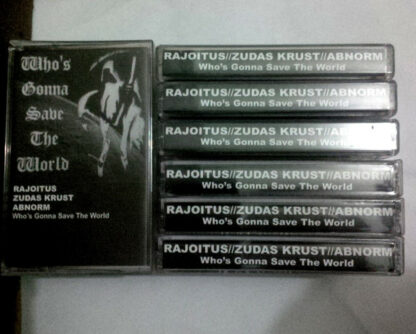 Who's
Gonna
Save
The
World
RAJOITUS
ZUDAS KRUST
ABNORM
Who's Gonna Save The World
RAJOITUS//ZUDAS KRUST//ABNORM
Who's Gonna Save The World
RAJOITUS//ZUDAS KRUST//ABNORM
Who's Gonna Save The World
RAJOITUS//ZUDAS KRUST//ABNORM
Who's Gonna Save The World
RAJOITUS//ZUDAS KRUST//ABNORM
Who's Gonna Save The World
RAJOITUS//ZUDAS KRUST//ABNORM
Who's Gonna Save The World
RAJOITUS//ZUDAS KRUST//ABNORM
Who's Gonna Save The World